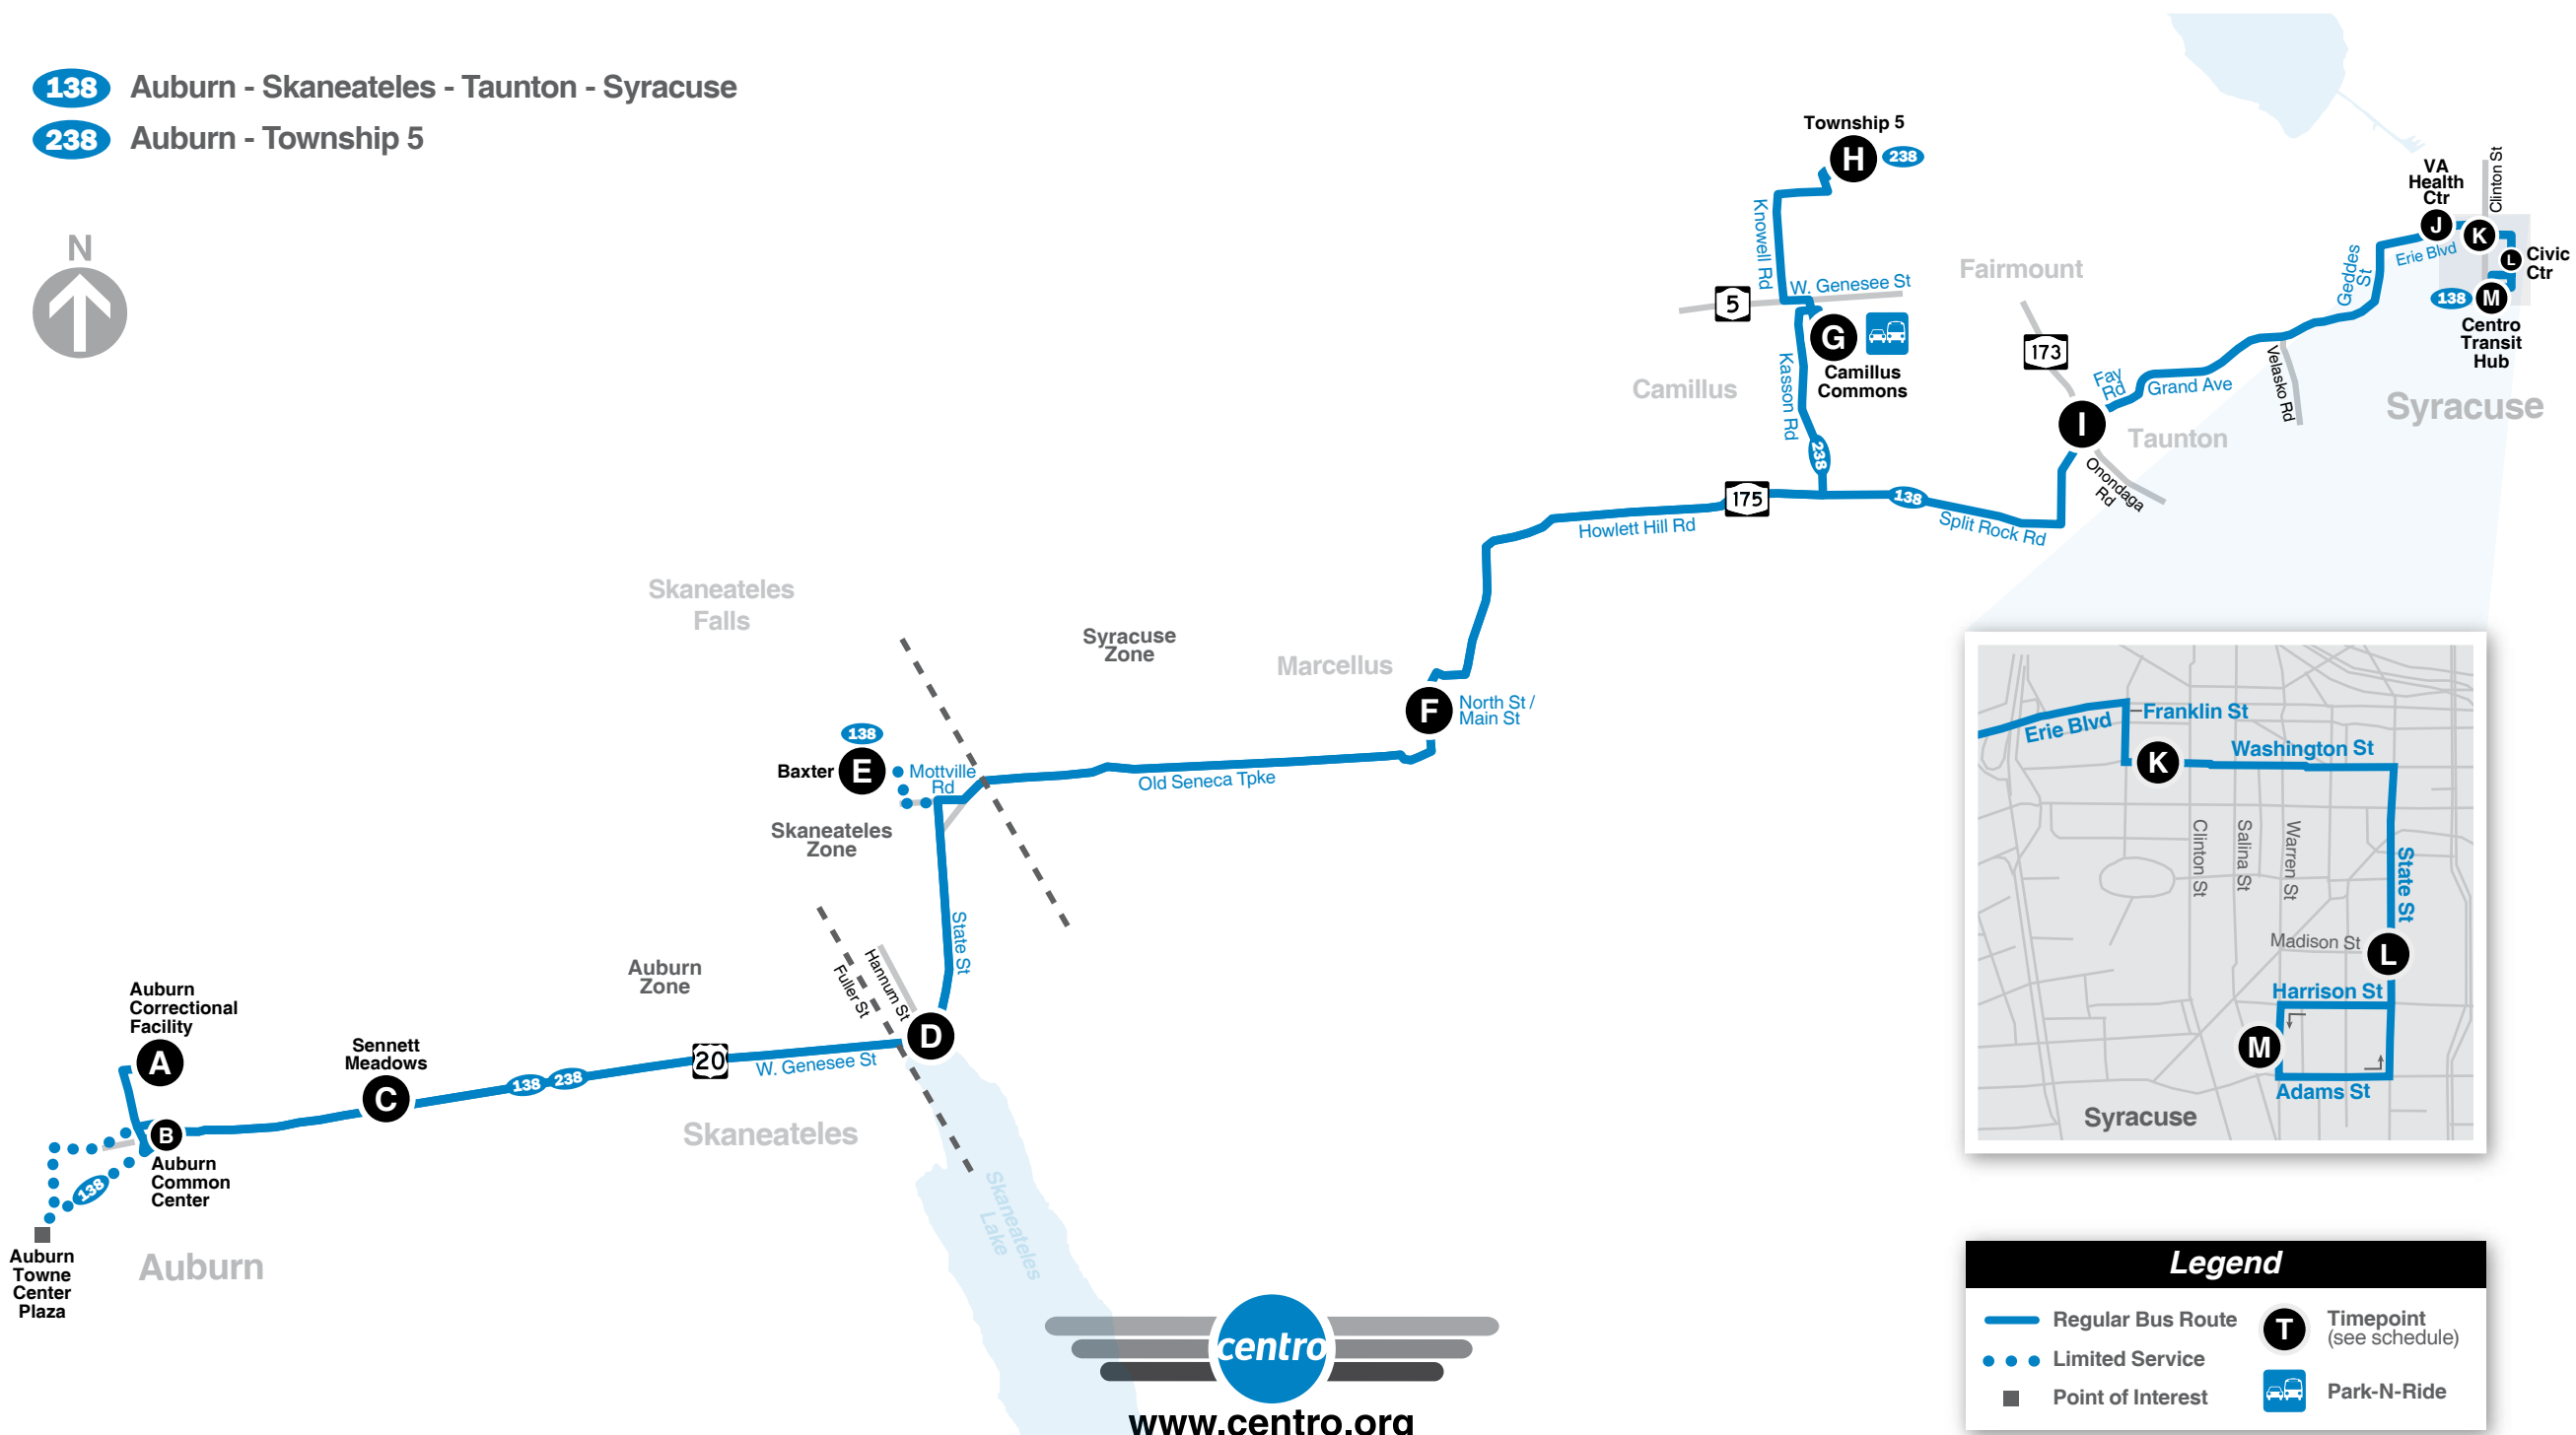 138 Auburn - Skaneateles - Taunton - Syracuse
238 Auburn - Township 5
N
Township 5
H 238
Knowell Rd
5
W. Genesee St
G
Camillus
Commons
Kasson Rd
Camillus
238
Fairmount
173
I
Taunton
Onondaga
Rd
Fay
Rd
Grand Ave
Velasko Rd
Geddes
St
Erie Blvd
VA
Health
Ctr
J
K
Clinton St
L
Civic
Ctr
138 M
Centro
Transit
Hub
Syracuse
175
138
Howlett Hill Rd
Split Rock Rd
Skaneateles
Falls
Syracuse
Zone
Marcellus
F
North St /
Main St
138
Baxter E
Mottville
Rd
Old Seneca Tpke
Skaneateles
Zone
State St
Auburn
Zone
Fuller St
Hannum St
D
Auburn
Correctional
Facility
A
Sennett
Meadows
C
138 238
20
W. Genesee St
B
Auburn
Common
Center
138
Auburn
Towne
Center
Plaza
Auburn
Skaneateles
Skaneateles
Lake
Erie Blvd
Franklin St
K
Washington St
Clinton St
Salina St
Warren St
State St
Madison St
L
Harrison St
M
Adams St
Syracuse
centro
www.centro.org
Legend
Regular Bus Route
Limited Service
Point of Interest
T
Timepoint
(see schedule)
Park-N-Ride